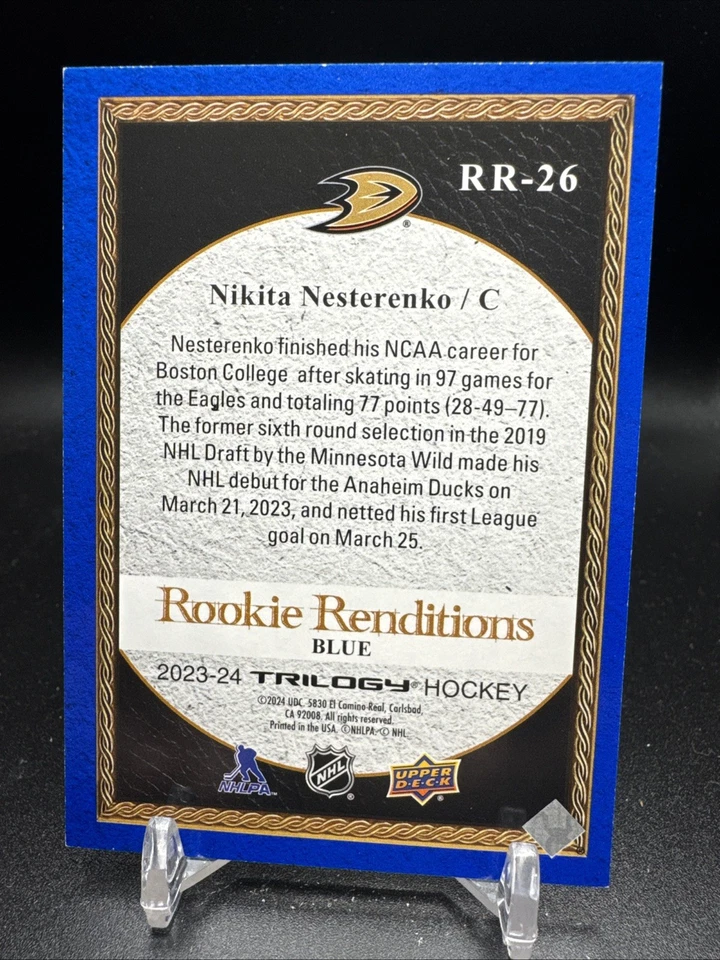 RR-26
®
Nikita Nesterenko / C
Nesterenko finished his NCAA career for
Boston College after skating in 97 games for
the Eagles and totaling 77 points (28-49–77).
The former sixth round selection in the 2019
NHL Draft by the Minnesota Wild made his
NHL debut for the Anaheim Ducks on
March 21, 2023, and netted his first League
goal on March 25.
Rookie Renditions
BLUE
2023-24 TRILOGY® HOCKEY
©2024 UDC. 5830 El Camino Real, Carlsbad,
CA 92008. All rights reserved.
Printed in the USA. ©NHLPA. © NHL.
NHLPA™ NHL® UPPER DECK®